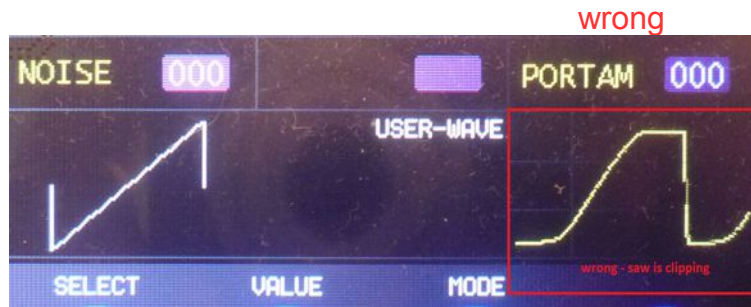 wrong
NOISE 000 PORTAM 000
USER-WAVE
wrong - saw is clipping
SELECT VALUE MODE